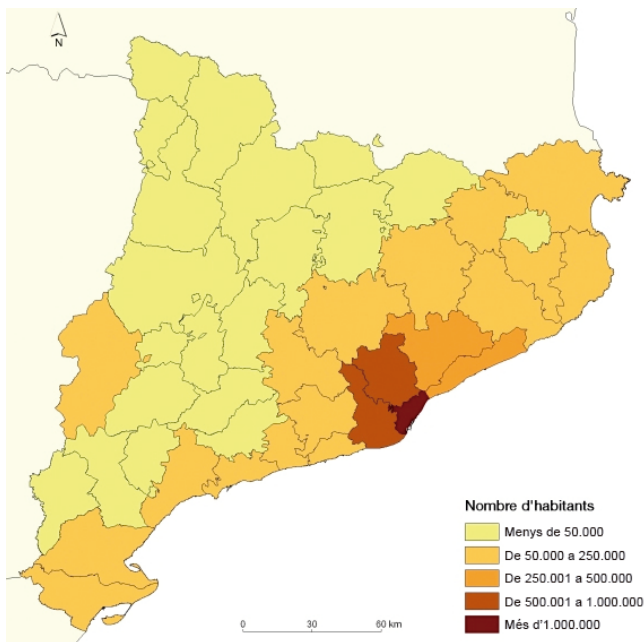 N
Nombre d'habitants
Menys de 50.000
De 50.000 a 250.000
De 250.001 a 500.000
De 500.001 a 1.000.000
Més d'1.000.000
0 30 60 km